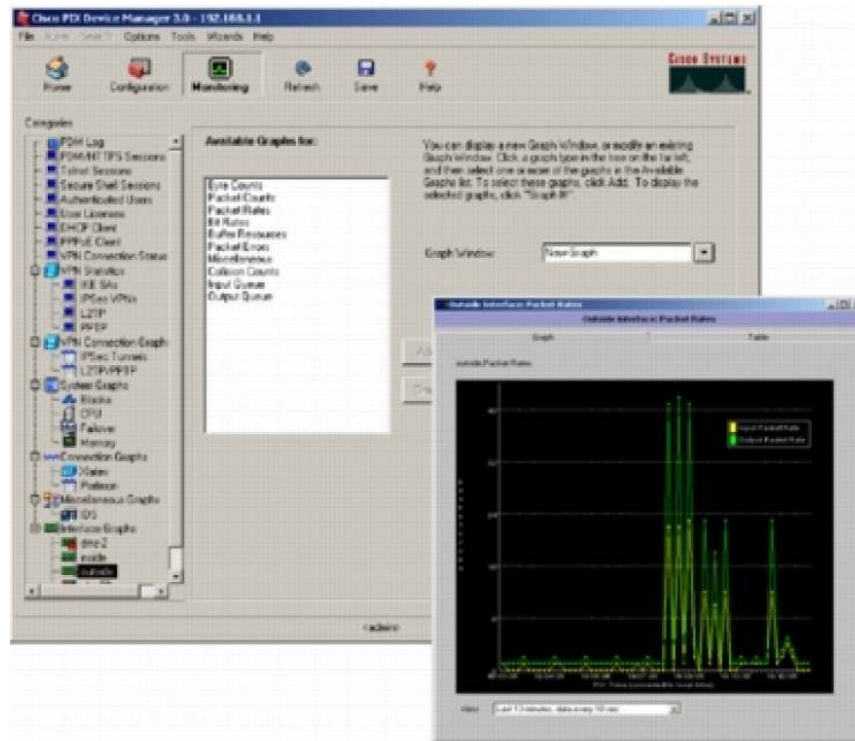 Cisco PIX Device Manager 3.0 - 192.168.1.1
File Options Tools Wizards Help
Home Configuration Monitoring Refresh Save Help
CISCO SYSTEMS
Categories
PDM Log
PDM/HTTPS Sessions
Telnet Sessions
Secure Shell Sessions
Authenticated Users
User Licenses
DHCP Client
PPPoE Client
VPN Connection Status
VPN Statistics
IKE SAs
IPSec VPNs
L2TP
PPTP
VPN Connection Graphs
IPSec Tunnels
L2TP/PPTP
System Graphs
Blocks
CPU
Failover
Memory
Connection Graphs
Xlates
Perfmon
Miscellaneous Graphs
IDS
Interface Graphs
dmz-2
inside
outside
Available Graphs for:
Byte Counts
Packet Counts
Packet Rates
Bit Rates
Buffer Resources
Packet Errors
Miscellaneous
Collision Counts
Input Queue
Output Queue
You can display a new Graph Window, or modify an existing
Graph Window. Click a graph type in the tree on the far left,
and then select one or more of the graphs in the Available
Graphs list. To select these graphs, click Add. To display the
selected graphs, click "Graph It!".
Graph Window:
New Graph
<admin>
Outside Interface: Packet Rates
Outside Interface: Packet Rates
Graph Table
outside, Packet Rates
Input Packet Rate
Output Packet Rate
View:
Last 10 minutes, data every 10 sec